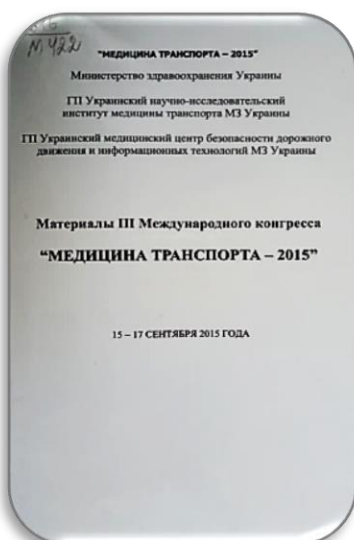 М 422
"МЕДИЦИНА ТРАНСПОРТА – 2015"
Министерство здравоохранения Украины
ГП Украинский научно-исследовательский
институт медицины транспорта МЗ Украины
ГП Украинский медицинский центр безопасности дорожного
движения и информационных технологий МЗ Украины
Материалы III Международного конгресса
"МЕДИЦИНА ТРАНСПОРТА – 2015"
15 – 17 СЕНТЯБРЯ 2015 ГОДА